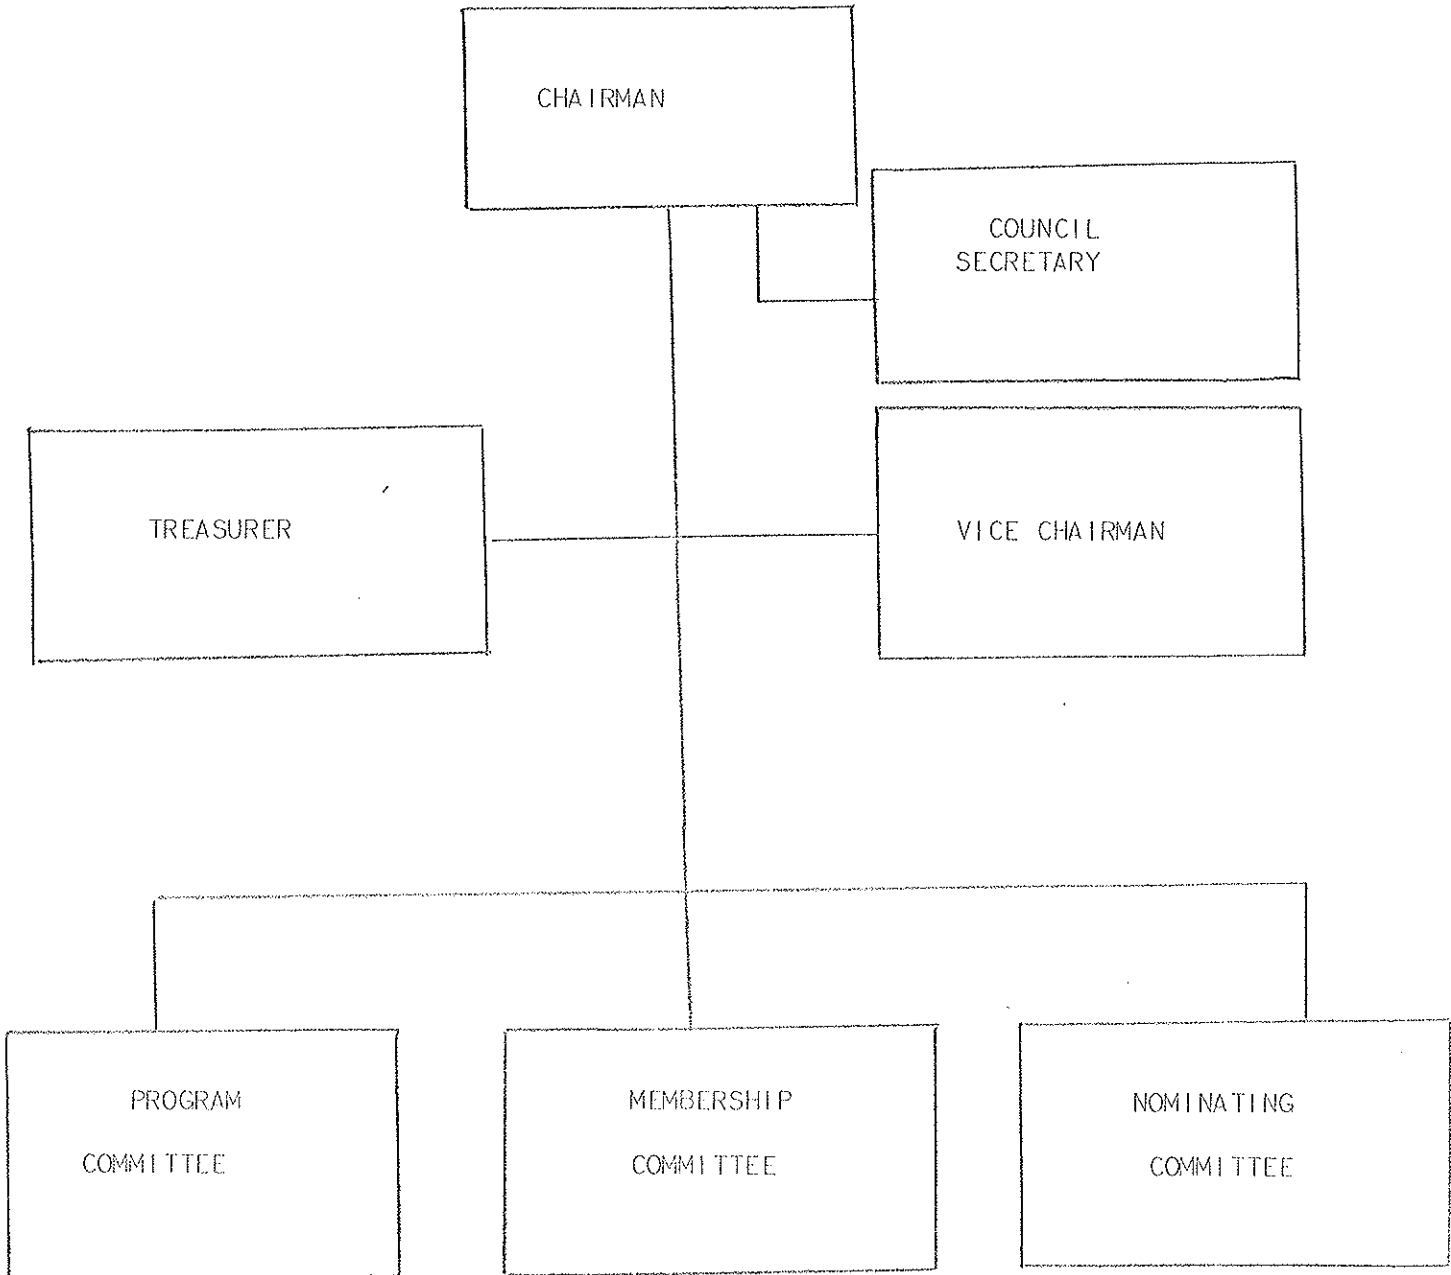 CHAIRMAN
COUNCIL
SECRETARY
TREASURER
VICE CHAIRMAN
PROGRAM
COMMITTEE
MEMBERSHIP
COMMITTEE
NOMINATING
COMMITTEE